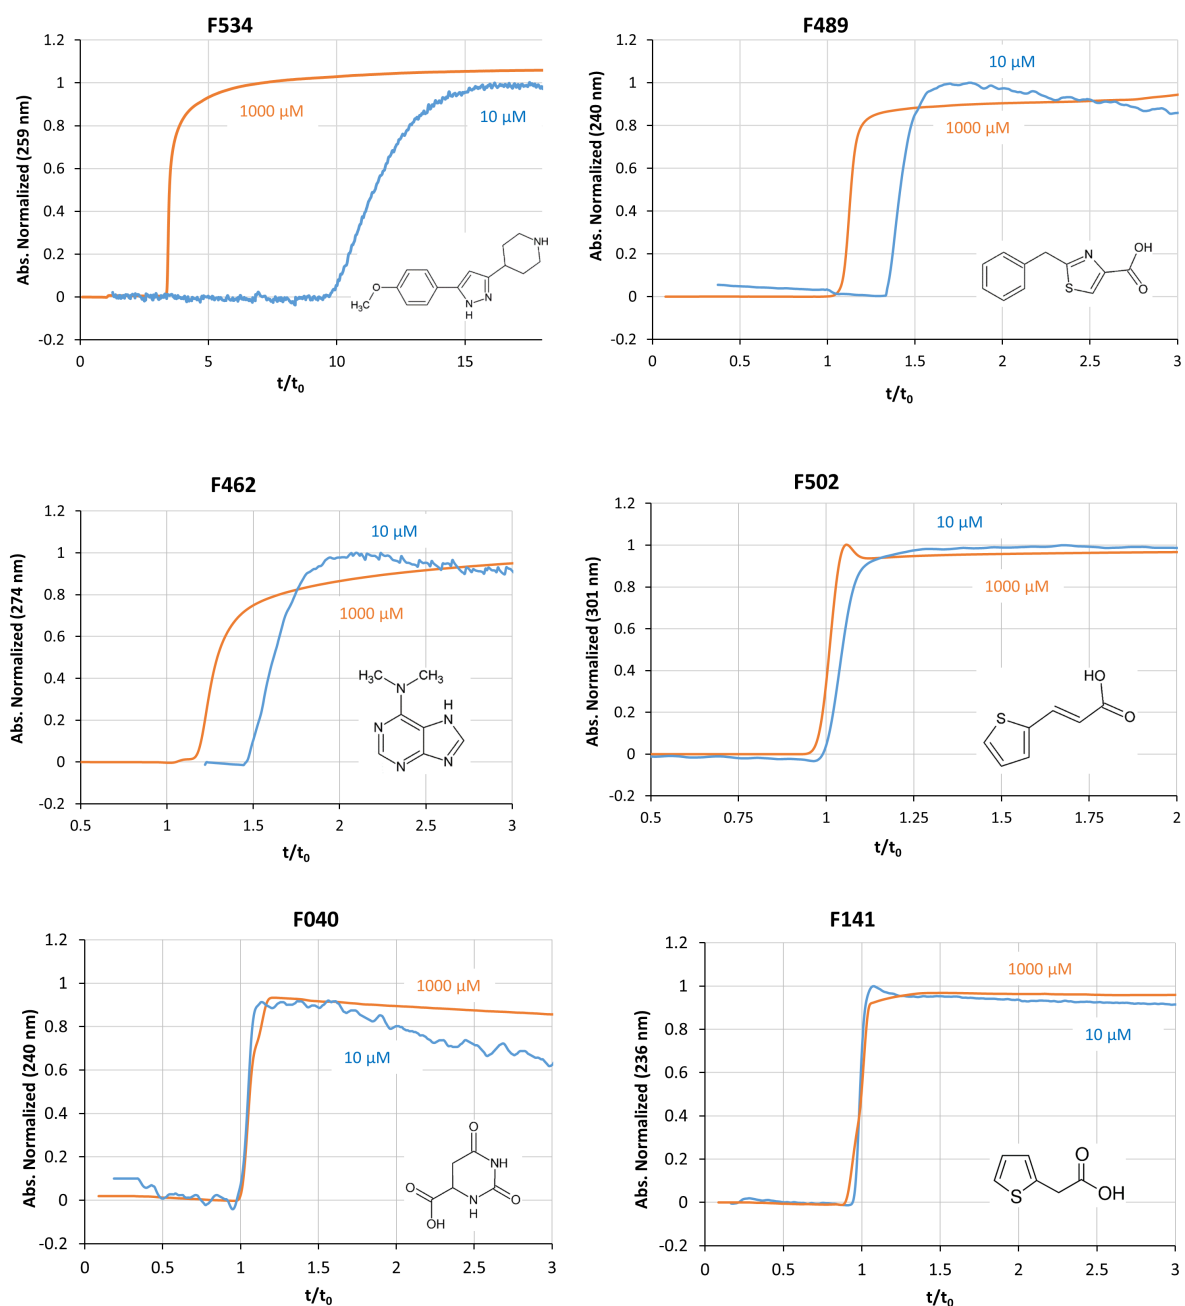 F534
Abs. Normalized (259 nm)
1.2
1
0.8
0.6
0.4
0.2
0
-0.2
0
5
10
15
t/t0
1000 µM
10 µM
NH
O
H3C
N
N
H
F489
Abs. Normalized (240 nm)
1.2
1
0.8
0.6
0.4
0.2
0
-0.2
0
0.5
1
1.5
2
2.5
3
t/t0
10 µM
1000 µM
N
OH
S
O
F462
Abs. Normalized (274 nm)
1.2
1
0.8
0.6
0.4
0.2
0
-0.2
0.5
1
1.5
2
2.5
3
t/t0
10 µM
1000 µM
H3C
CH3
N
H
N
N
N
N
F502
Abs. Normalized (301 nm)
1.2
1
0.8
0.6
0.4
0.2
0
-0.2
0.5
0.75
1
1.25
1.5
1.75
2
t/t0
10 µM
1000 µM
HO
S
O
F040
Abs. Normalized (240 nm)
1.2
1
0.8
0.6
0.4
0.2
0
-0.2
0
0.5
1
1.5
2
2.5
3
t/t0
1000 µM
10 µM
O
NH
O
N
O
H
OH
F141
Abs. Normalized (236 nm)
1.2
1
0.8
0.6
0.4
0.2
0
-0.2
0
0.5
1
1.5
2
2.5
3
t/t0
1000 µM
10 µM
O
S
OH